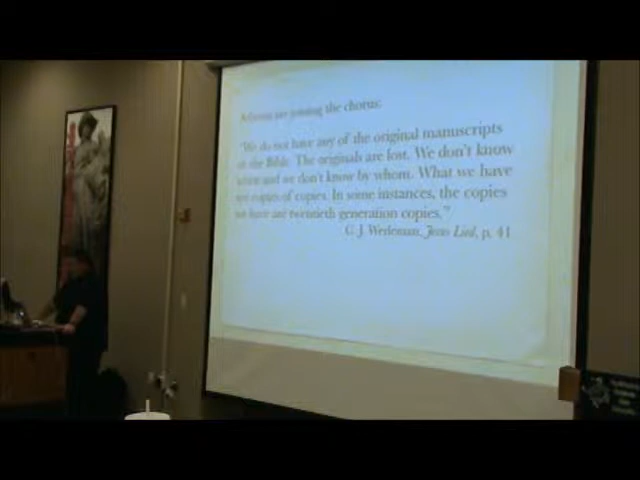 Atheists are joining the chorus:
"We do not have any of the original manuscripts
of the Bible. The originals are lost. We don't know
when and we don't know by whom. What we have
are copies of copies. In some instances, the copies
we have are twentieth generation copies."
C. J. Werleman, Jesus Lied, p. 41